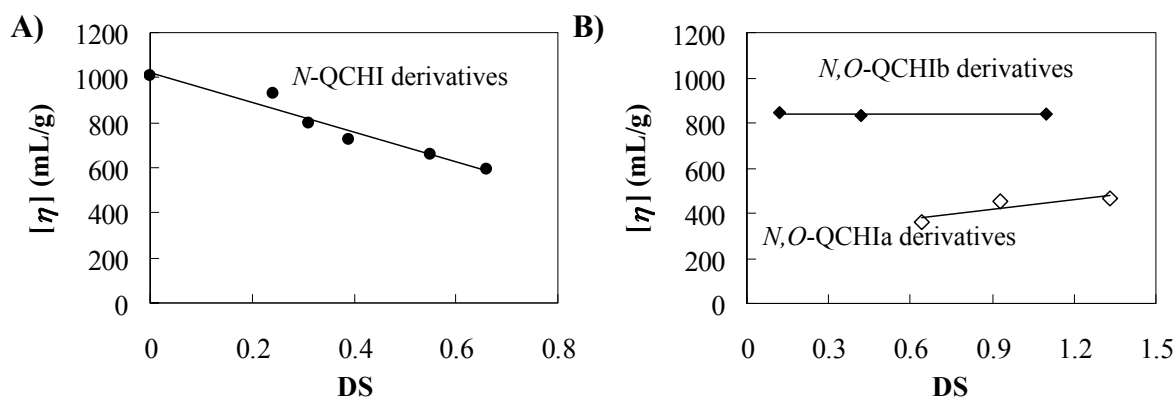 A)
1200
1000
800
600
400
200
0
[η] (mL/g)
N-QCHI derivatives
0 0.2 0.4 0.6 0.8
DS
B)
1200
1000
800
600
400
200
0
[η] (mL/g)
N,O-QCHIb derivatives
N,O-QCHIa derivatives
0 0.3 0.6 0.9 1.2 1.5
DS